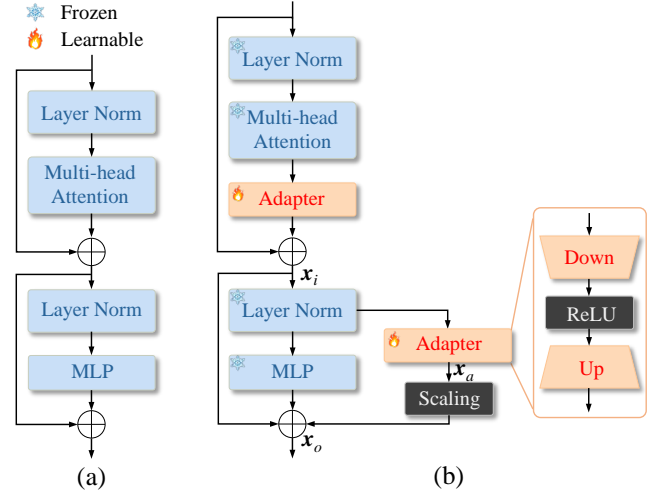 Frozen
Learnable
Layer Norm
Multi-head
Attention
Layer Norm
MLP
(a)
Layer Norm
Multi-head
Attention
Adapter
x_i
Layer Norm
MLP
x_o
Adapter
x_a
Scaling
Down
ReLU
Up
(b)